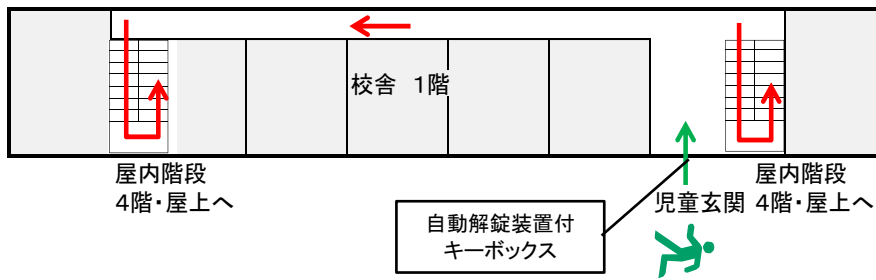 校舎 1階
屋内階段
4階・屋上へ
自動解錠装置付
キーボックス
児童玄関
屋内階段
4階・屋上へ